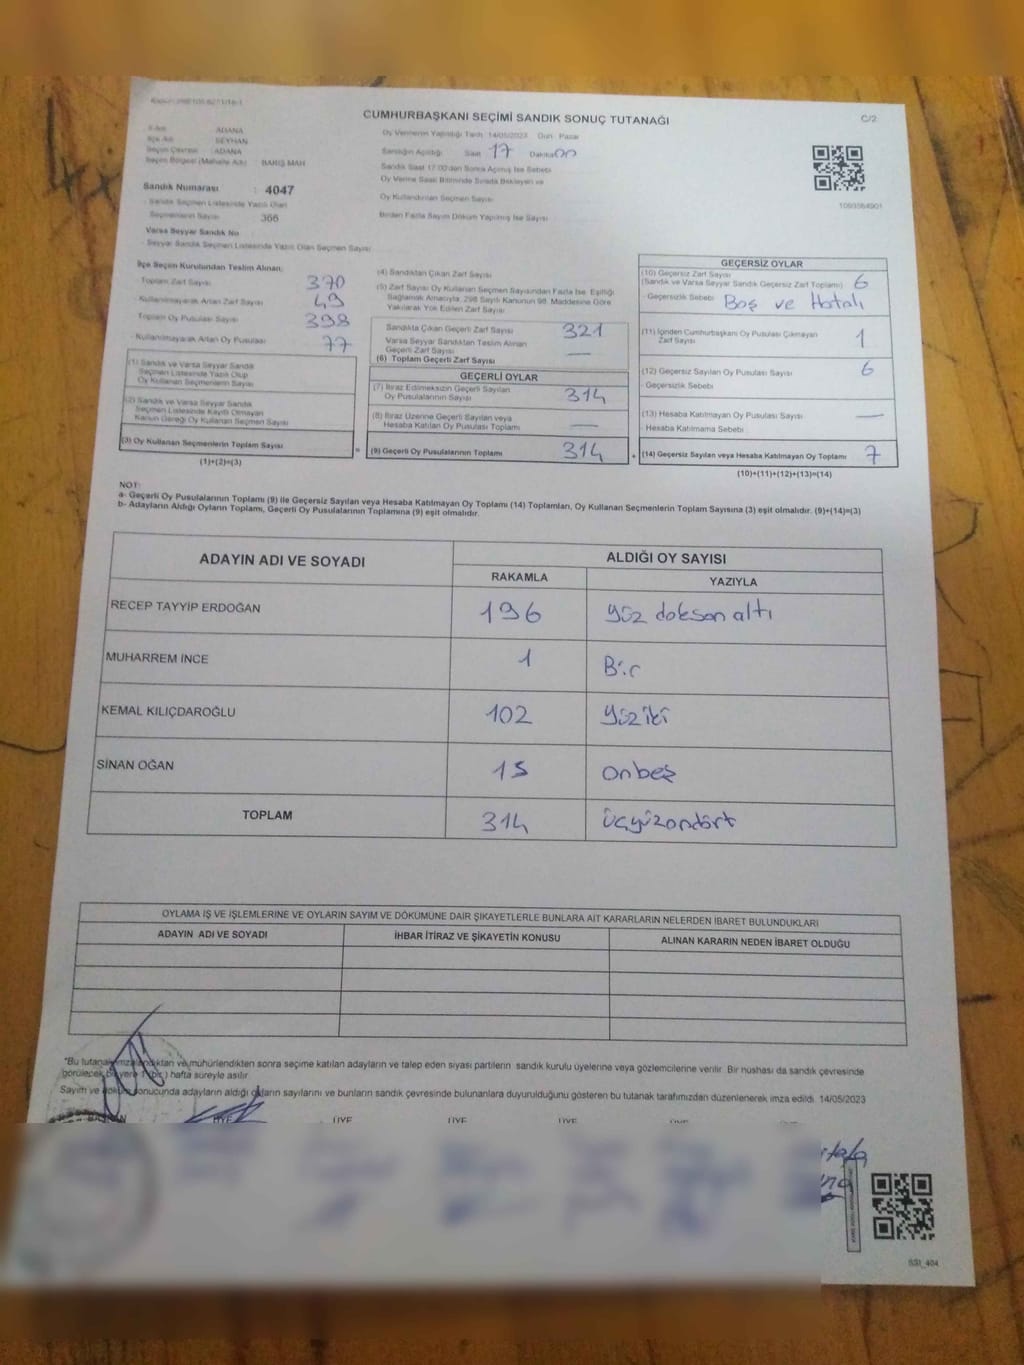 CUMHURBAŞKANI SEÇİMİ SANDIK SONUÇ TUTANAĞI
C/2
İli Adı : ADANA
İlçe Adı : SEYHAN
Seçim Çevresi : ADANA
Seçim Bölgesi (Mahalle Adı) : BARIŞ MAH
Sandık Numarası : 4047
- Sandık Seçmen Listesinde Yazılı Olan
Seçmenlerin Sayısı : 366
Varsa Seyyar Sandık No
- Seyyar Sandık Seçmen Listesinde Yazılı Olan Seçmen Sayısı
Oy Vermenin Yapıldığı Tarih 14/05/2023 Gün Pazar
Sandığın Açıldığı Saat 17 Dakika 00
Sandık Saat 17:00'den Sonra Açılmış İse Sebebi
Oy Verme Saati Bitiminde Sırada Bekleyen ve
Oy Kullandırılan Seçmen Sayısı
Birden Fazla Sayım Döküm Yapılmış İse Sayısı
1093584901
İlçe Seçim Kurulundan Teslim Alınan;
- Toplam Zarf Sayısı 370
- Kullanılmayarak Artan Zarf Sayısı 49
- Toplam Oy Pusulası Sayısı 398
- Kullanılmayarak Artan Oy Pusulası 77
(1) Sandık ve Varsa Seyyar Sandık
Seçmen Listesinde Yazılı Olup
Oy Kullanan Seçmenlerin Sayısı
(2) Sandık ve Varsa Seyyar Sandık
Seçmen Listesinde Kayıtlı Olmayan
Kanun Gereği Oy Kullanan Seçmen Sayısı
(3) Oy Kullanan Seçmenlerin Toplam Sayısı
(1)+(2)=(3)
(4) Sandıktan Çıkan Zarf Sayısı
(5) Zarf Sayısı Oy Kullanan Seçmen Sayısından Fazla İse, Eşitliği
Sağlamak Amacıyla, 298 Sayılı Kanunun 98. Maddesine Göre
Yakılarak Yok Edilen Zarf Sayısı
Sandıkta Çıkan Geçerli Zarf Sayısı 321
Varsa Seyyar Sandıktan Teslim Alınan
Geçerli Zarf Sayısı —
(6) Toplam Geçerli Zarf Sayısı
GEÇERLİ OYLAR
(7) İtiraz Edilmeksizin Geçerli Sayılan
Oy Pusulalarının Sayısı 314
(8) İtiraz Üzerine Geçerli Sayılan veya
Hesaba Katılan Oy Pusulası Toplamı —
= (9) Geçerli Oy Pusulalarının Toplamı 314
GEÇERSİZ OYLAR
(10) Geçersiz Zarf Sayısı
(Sandık ve Varsa Seyyar Sandık Geçersiz Zarf Toplamı) 6
- Geçersizlik Sebebi : Boş ve Hatalı
(11) İçinden Cumhurbaşkanı Oy Pusulası Çıkmayan
Zarf Sayısı 1
(12) Geçersiz Sayılan Oy Pusulası Sayısı 6
- Geçersizlik Sebebi :
(13) Hesaba Katılmayan Oy Pusulası Sayısı —
- Hesaba Katılmama Sebebi :
+ (14) Geçersiz Sayılan veya Hesaba Katılmayan Oy Toplamı 7
(10)+(11)+(12)+(13)=(14)
NOT:
a- Geçerli Oy Pusulalarının Toplamı (9) ile Geçersiz Sayılan veya Hesaba Katılmayan Oy Toplamı (14) Toplamları, Oy Kullanan Seçmenlerin Toplam Sayısına (3) eşit olmalıdır. (9)+(14)=(3)
b- Adayların Aldığı Oyların Toplamı, Geçerli Oy Pusulalarının Toplamına (9) eşit olmalıdır.
ADAYIN ADI VE SOYADI
ALDIĞI OY SAYISI
RAKAMLA YAZIYLA
RECEP TAYYİP ERDOĞAN 196 yüz doksan altı
MUHARREM İNCE 1 Bir
KEMAL KILIÇDAROĞLU 102 yüz iki
SİNAN OĞAN 15 onbeş
TOPLAM 314 üçyüzondört
OYLAMA İŞ VE İŞLEMLERİNE VE OYLARIN SAYIM VE DÖKÜMÜNE DAİR ŞİKAYETLERLE BUNLARA AİT KARARLARIN NELERDEN İBARET BULUNDUKLARI
ADAYIN ADI VE SOYADI İHBAR İTİRAZ VE ŞİKAYETİN KONUSU ALINAN KARARIN NEDEN İBARET OLDUĞU
*Bu tutanak imzalandıktan ve mühürlendikten sonra seçime katılan adayların ve talep eden siyasi partilerin sandık kurulu üyelerine veya gözlemcilerine verilir. Bir nüshası da sandık çevresinde
görülecek bir yere 1 (bir) hafta süreyle asılır.
Sayım ve döküm sonucunda adayların aldığı oyların sayılarını ve bunların sandık çevresinde bulunanlara duyurulduğunu gösteren bu tutanak tarafımızdan düzenlenerek imza edildi. 14/05/2023
BAŞKAN ÜYE ÜYE ÜYE ÜYE ÜYE
SSI_404